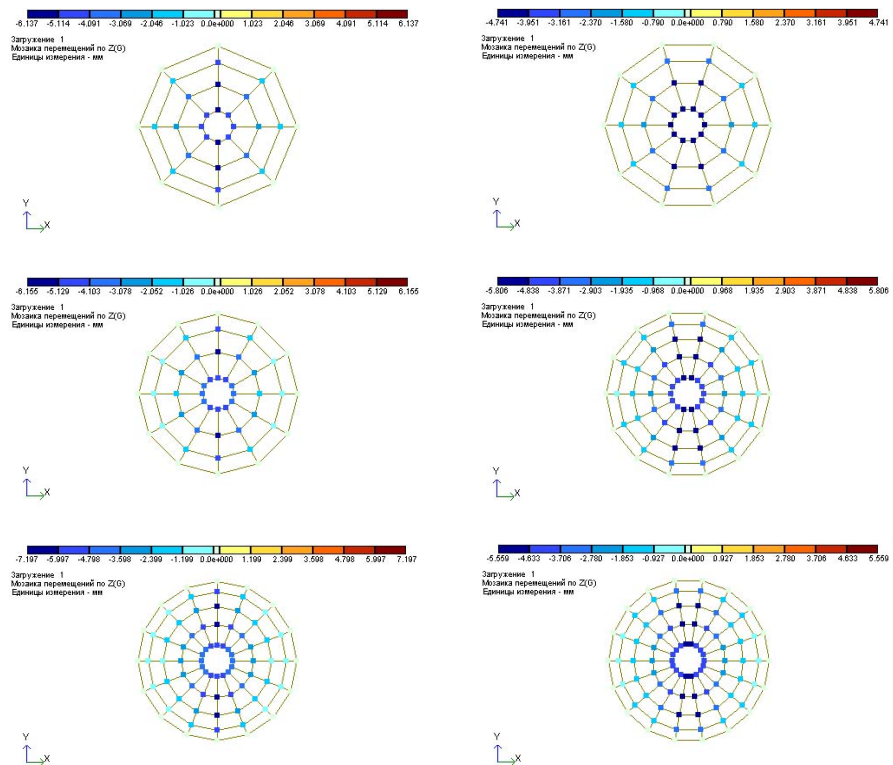 -6.137 -5.114 -4.091 -3.069 -2.046 -1.023 0.0e+000 1.023 2.046 3.069 4.091 5.114 6.137
Загружение 1
Мозаика перемещений по Z(G)
Единицы измерения - мм
Y
X
-4.741 -3.951 -3.161 -2.370 -1.580 -0.790 0.0e+000 0.790 1.580 2.370 3.161 3.951 4.741
Загружение 1
Мозаика перемещений по Z(G)
Единицы измерения - мм
Y
X
-6.155 -5.129 -4.103 -3.078 -2.052 -1.026 0.0e+000 1.026 2.052 3.078 4.103 5.129 6.155
Загружение 1
Мозаика перемещений по Z(G)
Единицы измерения - мм
Y
X
-5.806 -4.838 -3.871 -2.903 -1.935 -0.968 0.0e+000 0.968 1.935 2.903 3.871 4.838 5.806
Загружение 1
Мозаика перемещений по Z(G)
Единицы измерения - мм
Y
X
-7.197 -5.997 -4.798 -3.598 -2.399 -1.199 0.0e+000 1.199 2.399 3.598 4.798 5.997 7.197
Загружение 1
Мозаика перемещений по Z(G)
Единицы измерения - мм
Y
X
-5.559 -4.633 -3.706 -2.780 -1.853 -0.927 0.0e+000 0.927 1.853 2.780 3.706 4.633 5.559
Загружение 1
Мозаика перемещений по Z(G)
Единицы измерения - мм
Y
X